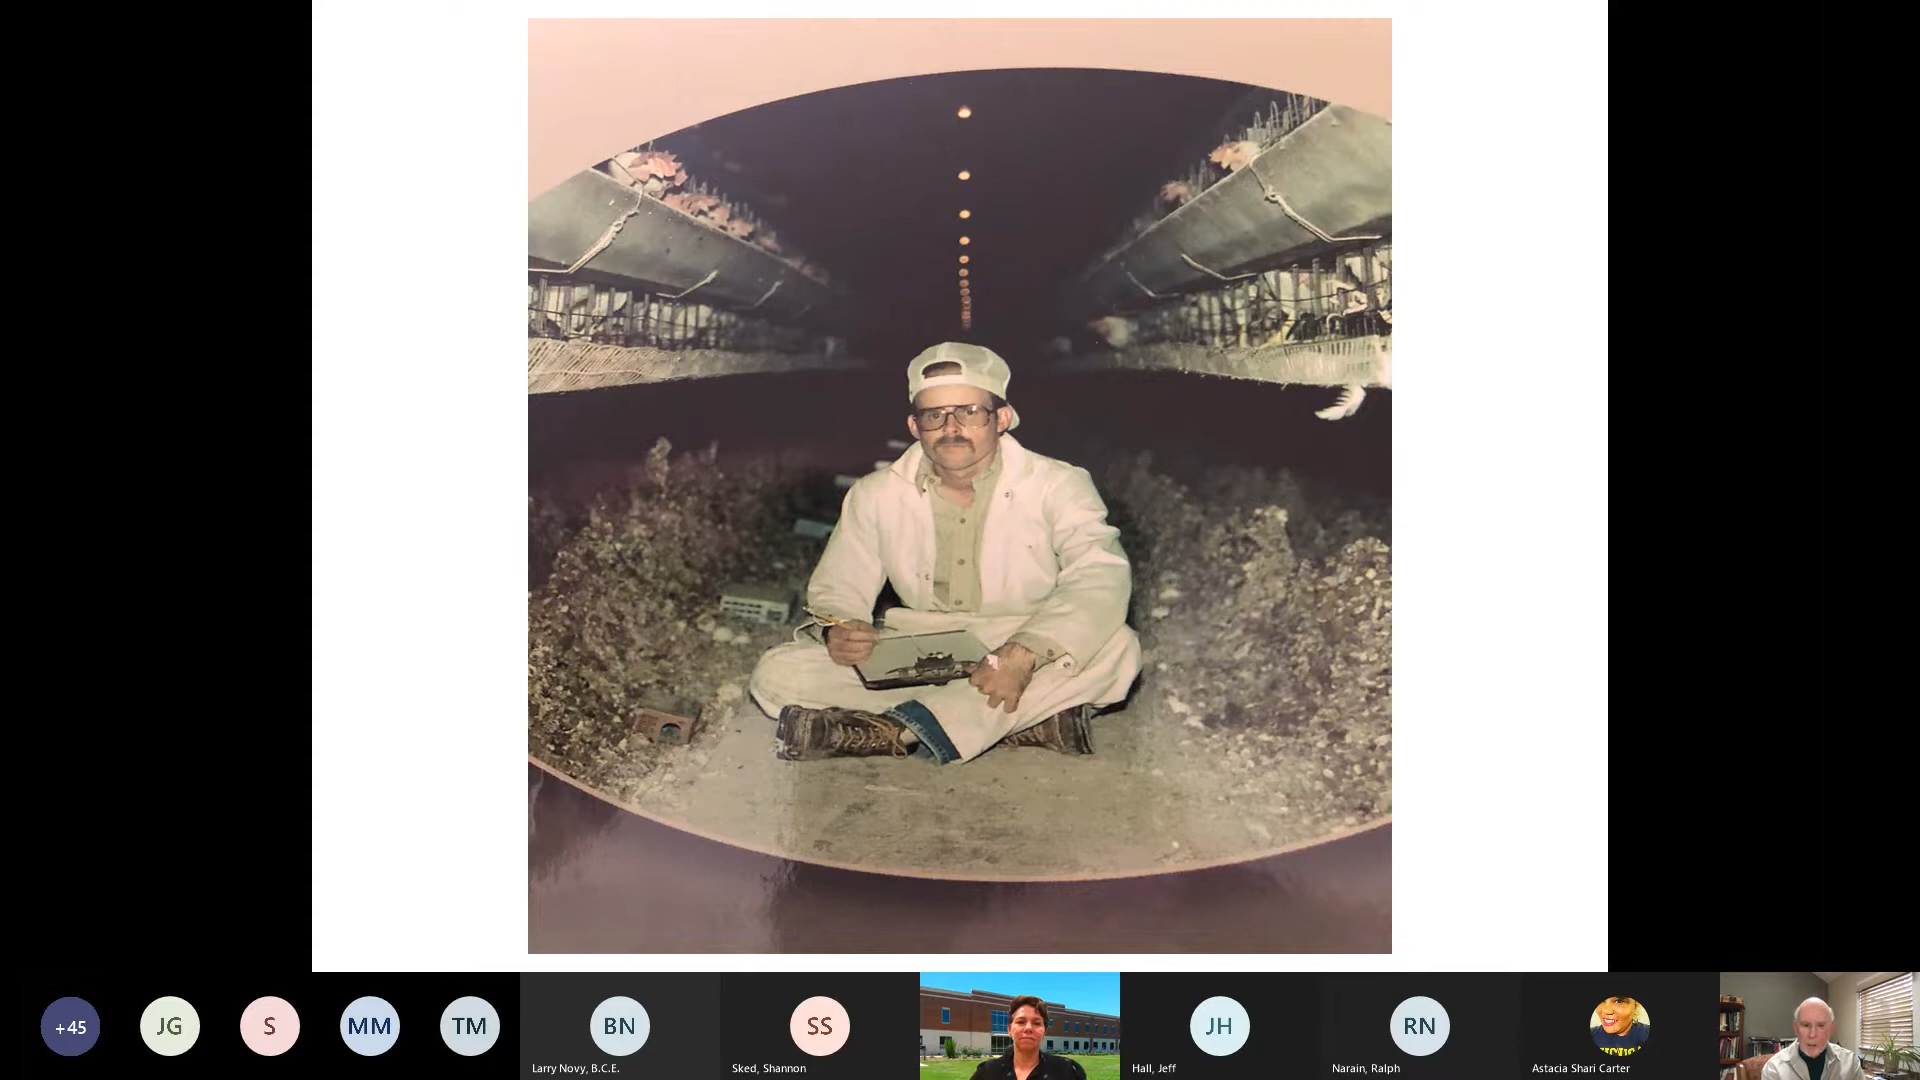 +45
JG
S
MM
TM
BN
SS
JH
RN
Larry Novy, B.C.E.
Sked, Shannon
Hall, Jeff
Narain, Ralph
Astacia Shari Carter